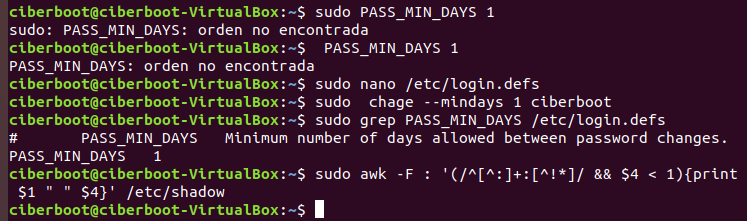 ciberboot@ciberboot-VirtualBox:~$ sudo PASS_MIN_DAYS 1
sudo: PASS_MIN_DAYS: orden no encontrada
ciberboot@ciberboot-VirtualBox:~$  PASS_MIN_DAYS 1
PASS_MIN_DAYS: orden no encontrada
ciberboot@ciberboot-VirtualBox:~$ sudo nano /etc/login.defs
ciberboot@ciberboot-VirtualBox:~$ sudo  chage --mindays 1 ciberboot
ciberboot@ciberboot-VirtualBox:~$ sudo grep PASS_MIN_DAYS /etc/login.defs
#       PASS_MIN_DAYS   Minimum number of days allowed between password changes.
PASS_MIN_DAYS   1
ciberboot@ciberboot-VirtualBox:~$ sudo awk -F : '(/^[^:]+:[^!*]/ && $4 < 1){print
$1 " " $4}' /etc/shadow
ciberboot@ciberboot-VirtualBox:~$